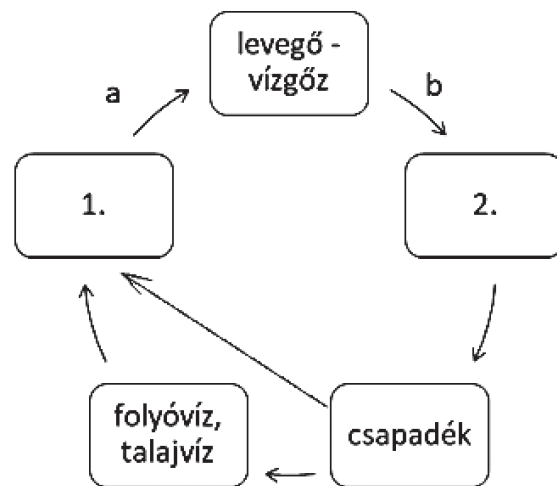 levegő -
vízgőz
a
b
1.
2.
folyóvíz,
talajvíz
csapadék